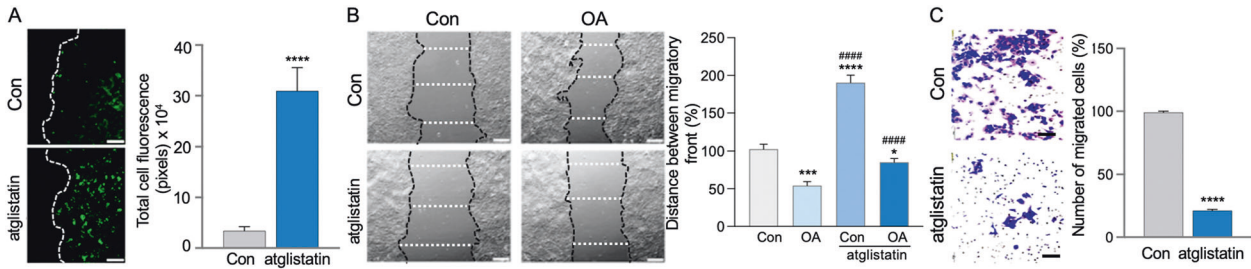 A
Con
atglistatin
Total cell fluorescence
(pixels) x 10⁴
40
30
20
10
0
****
Con atglistatin
B
Con OA
Con
atglistatin
Distance between migratory
front (%)
250
200
150
100
50
0
***
####
****
####
*
Con OA Con OA
atglistatin
C
Con
atglistatin
Number of migrated cells (%)
150
100
50
0
****
Con atglistatin